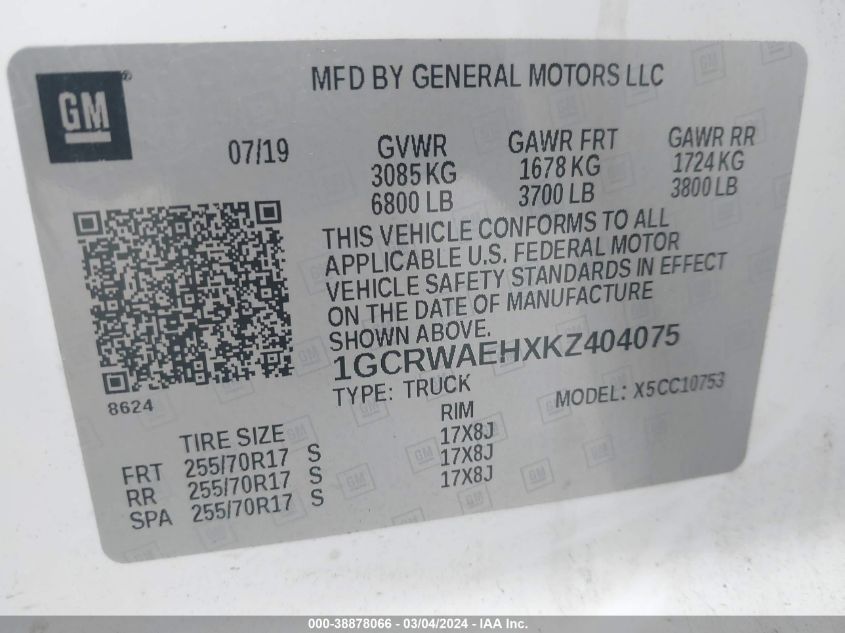 GM®
MFD BY GENERAL MOTORS LLC
07/19
GVWR
3085 KG
6800 LB
GAWR FRT
1678 KG
3700 LB
GAWR RR
1724 KG
3800 LB
THIS VEHICLE CONFORMS TO ALL
APPLICABLE U.S. FEDERAL MOTOR
VEHICLE SAFETY STANDARDS IN EFFECT
ON THE DATE OF MANUFACTURE
SHOWN ABOVE.
1GCRWAEHXKZ404075
TYPE: TRUCK
MODEL: X5CC10753
8624
TIRE SIZE RIM
FRT 255/70R17 S 17X8J
RR 255/70R17 S 17X8J
SPA 255/70R17 S 17X8J
000-38878066 - 03/04/2024 - IAA Inc.